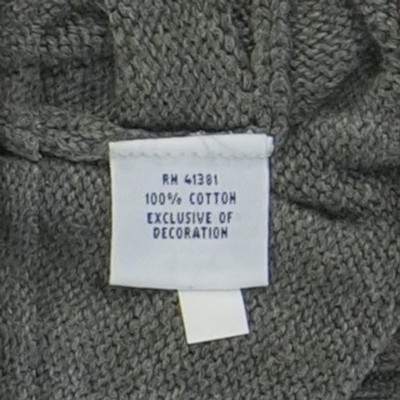 RN 41381
100% COTTON
EXCLUSIVE OF
DECORATION